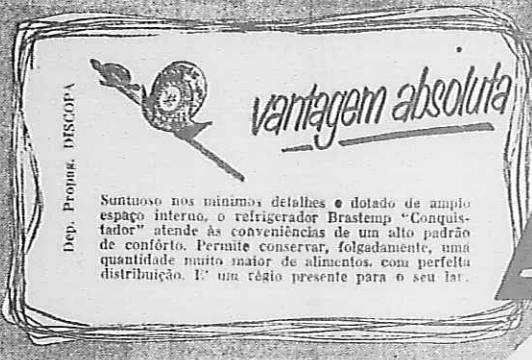 Dep. Propag. DISCOPA
vantagem absoluta
Suntuoso nos mínimos detalhes e dotado de amplo
espaço interno, o refrigerador Brastemp "Conquis-
tador" atende às conveniências de um alto padrão
de confôrto. Permite conservar, folgadamente, uma
quantidade muito maior de alimentos, com perfeita
distribuição. E' um régio presente para o seu lar.